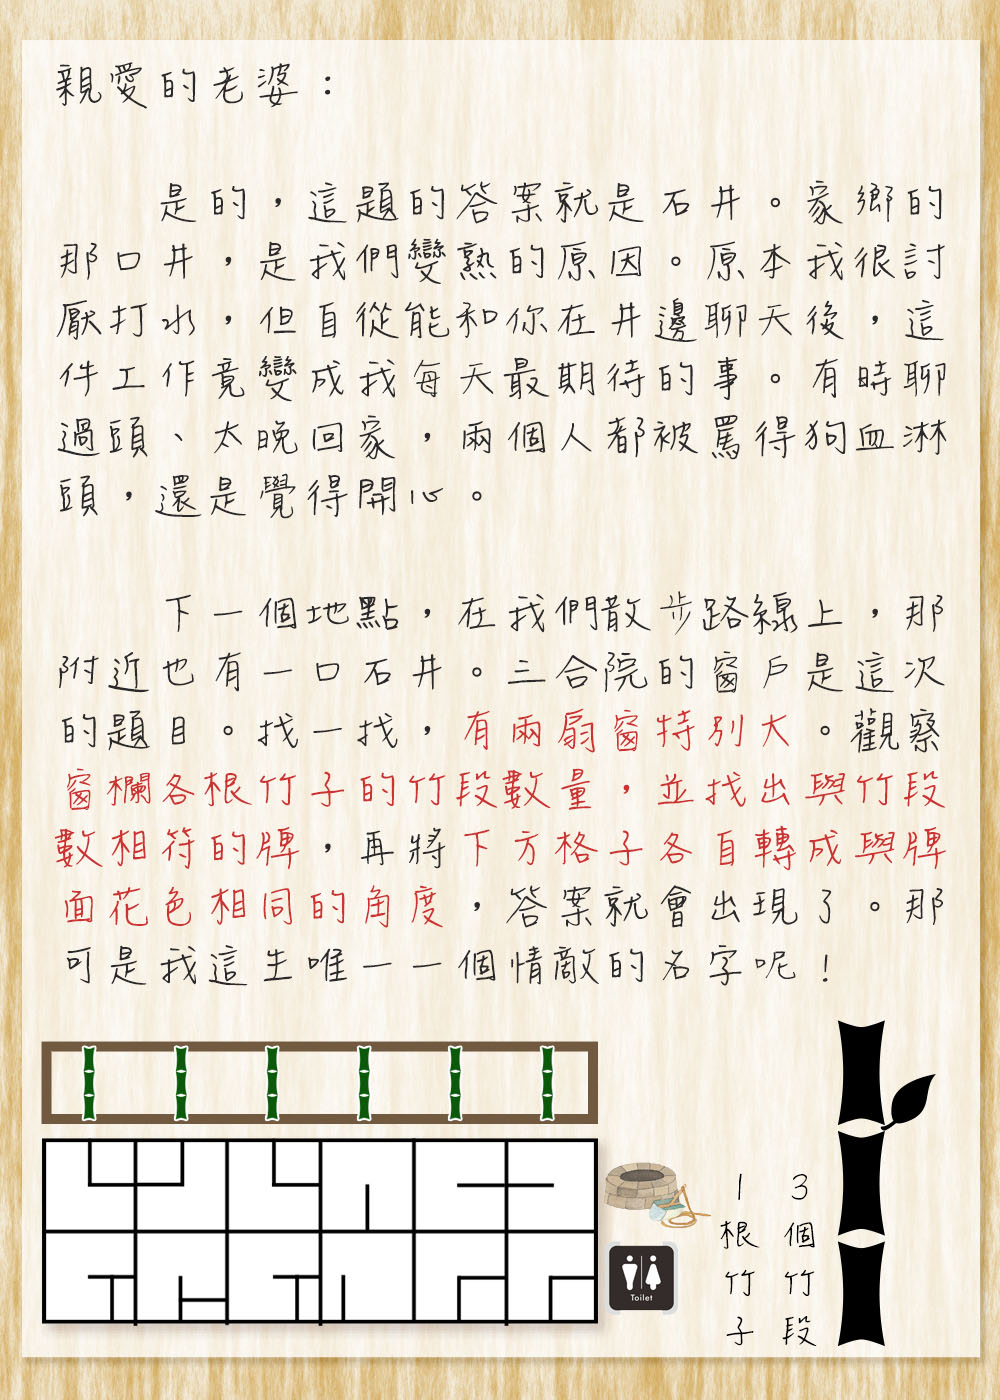 親愛的老婆：
是的，這題的答案就是石井。家鄉的
那口井，是我們變熟的原因。原本我很討
厭打水，但自從能和你在井邊聊天後，這
件工作竟變成我每天最期待的事。有時聊
過頭、太晚回家，兩個人都被罵得狗血淋
頭，還是覺得開心。
下一個地點，在我們散步路線上，那
附近也有一口石井。三合院的窗戶是這次
的題目。找一找，有兩扇窗特別大。觀察
窗欄各根竹子的竹段數量，並找出與竹段
數相符的牌，再將下方格子各自轉成與牌
面花色相同的角度，答案就會出現了。那
可是我這生唯一一個情敵的名字呢！
3個竹段
1根竹子
Toilet